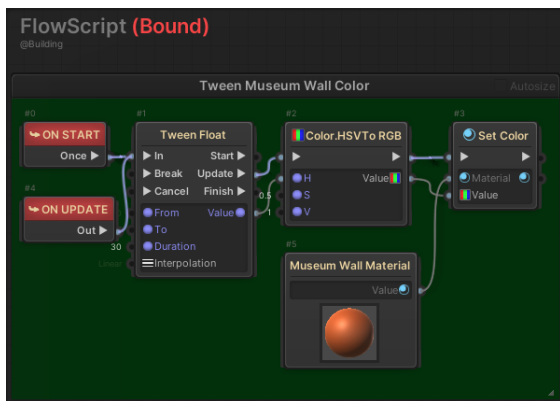 FlowScript (Bound)
@Building
Tween Museum Wall Color
Autosize
#0
ON START
Once
#4
ON UPDATE
Out
#1
Tween Float
In Start
Break Update
Cancel Finish
From Value
To
30 Duration
Linear Interpolation
#2
Color.HSVTo RGB
H Value
0.5 S
1 V
#3
Set Color
Material
Value
#5
Museum Wall Material
Value